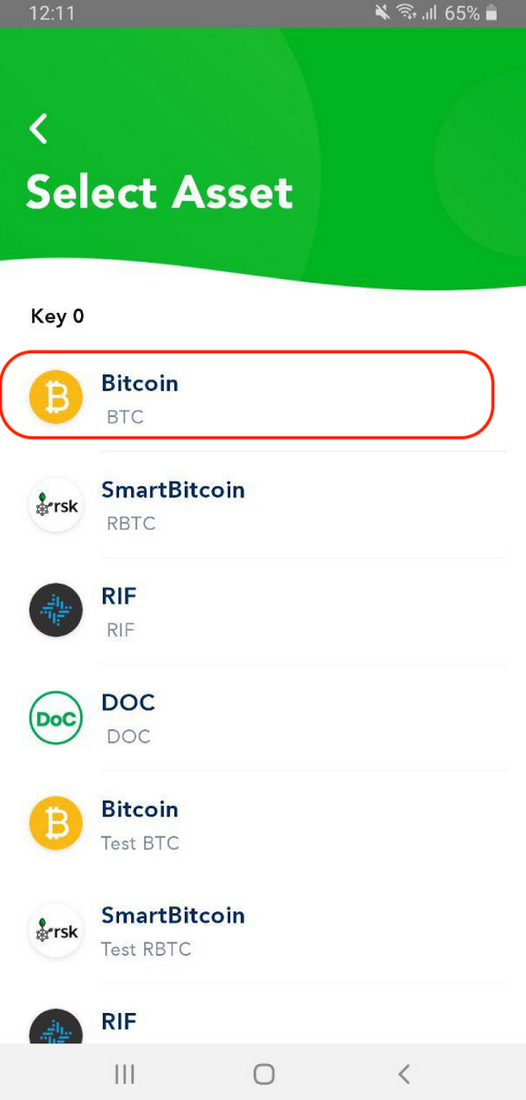 12:11
65%
Select Asset
Key 0
Bitcoin
BTC
rsk
SmartBitcoin
RBTC
RIF
RIF
DoC
DOC
DOC
Bitcoin
Test BTC
rsk
SmartBitcoin
Test RBTC
RIF